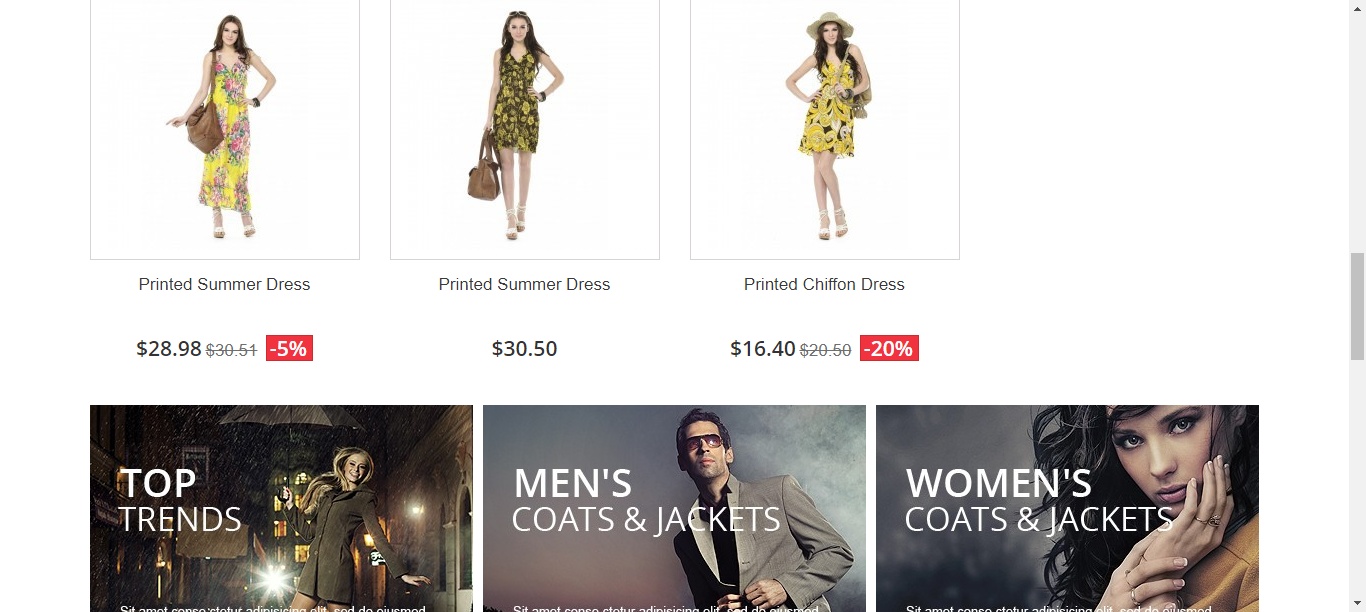 Printed Summer Dress
Printed Summer Dress
Printed Chiffon Dress
$28.98 $30.51 -5%
$30.50
$16.40 $20.50 -20%
TOP
TRENDS
MEN'S
COATS & JACKETS
WOMEN'S
COATS & JACKETS
Sit amet conse ctetur adipisicing elit, sed do eiusmod
Sit amet conse ctetur adipisicing elit, sed do eiusmod
Sit amet conse ctetur adipisicing elit, sed do eiusmod